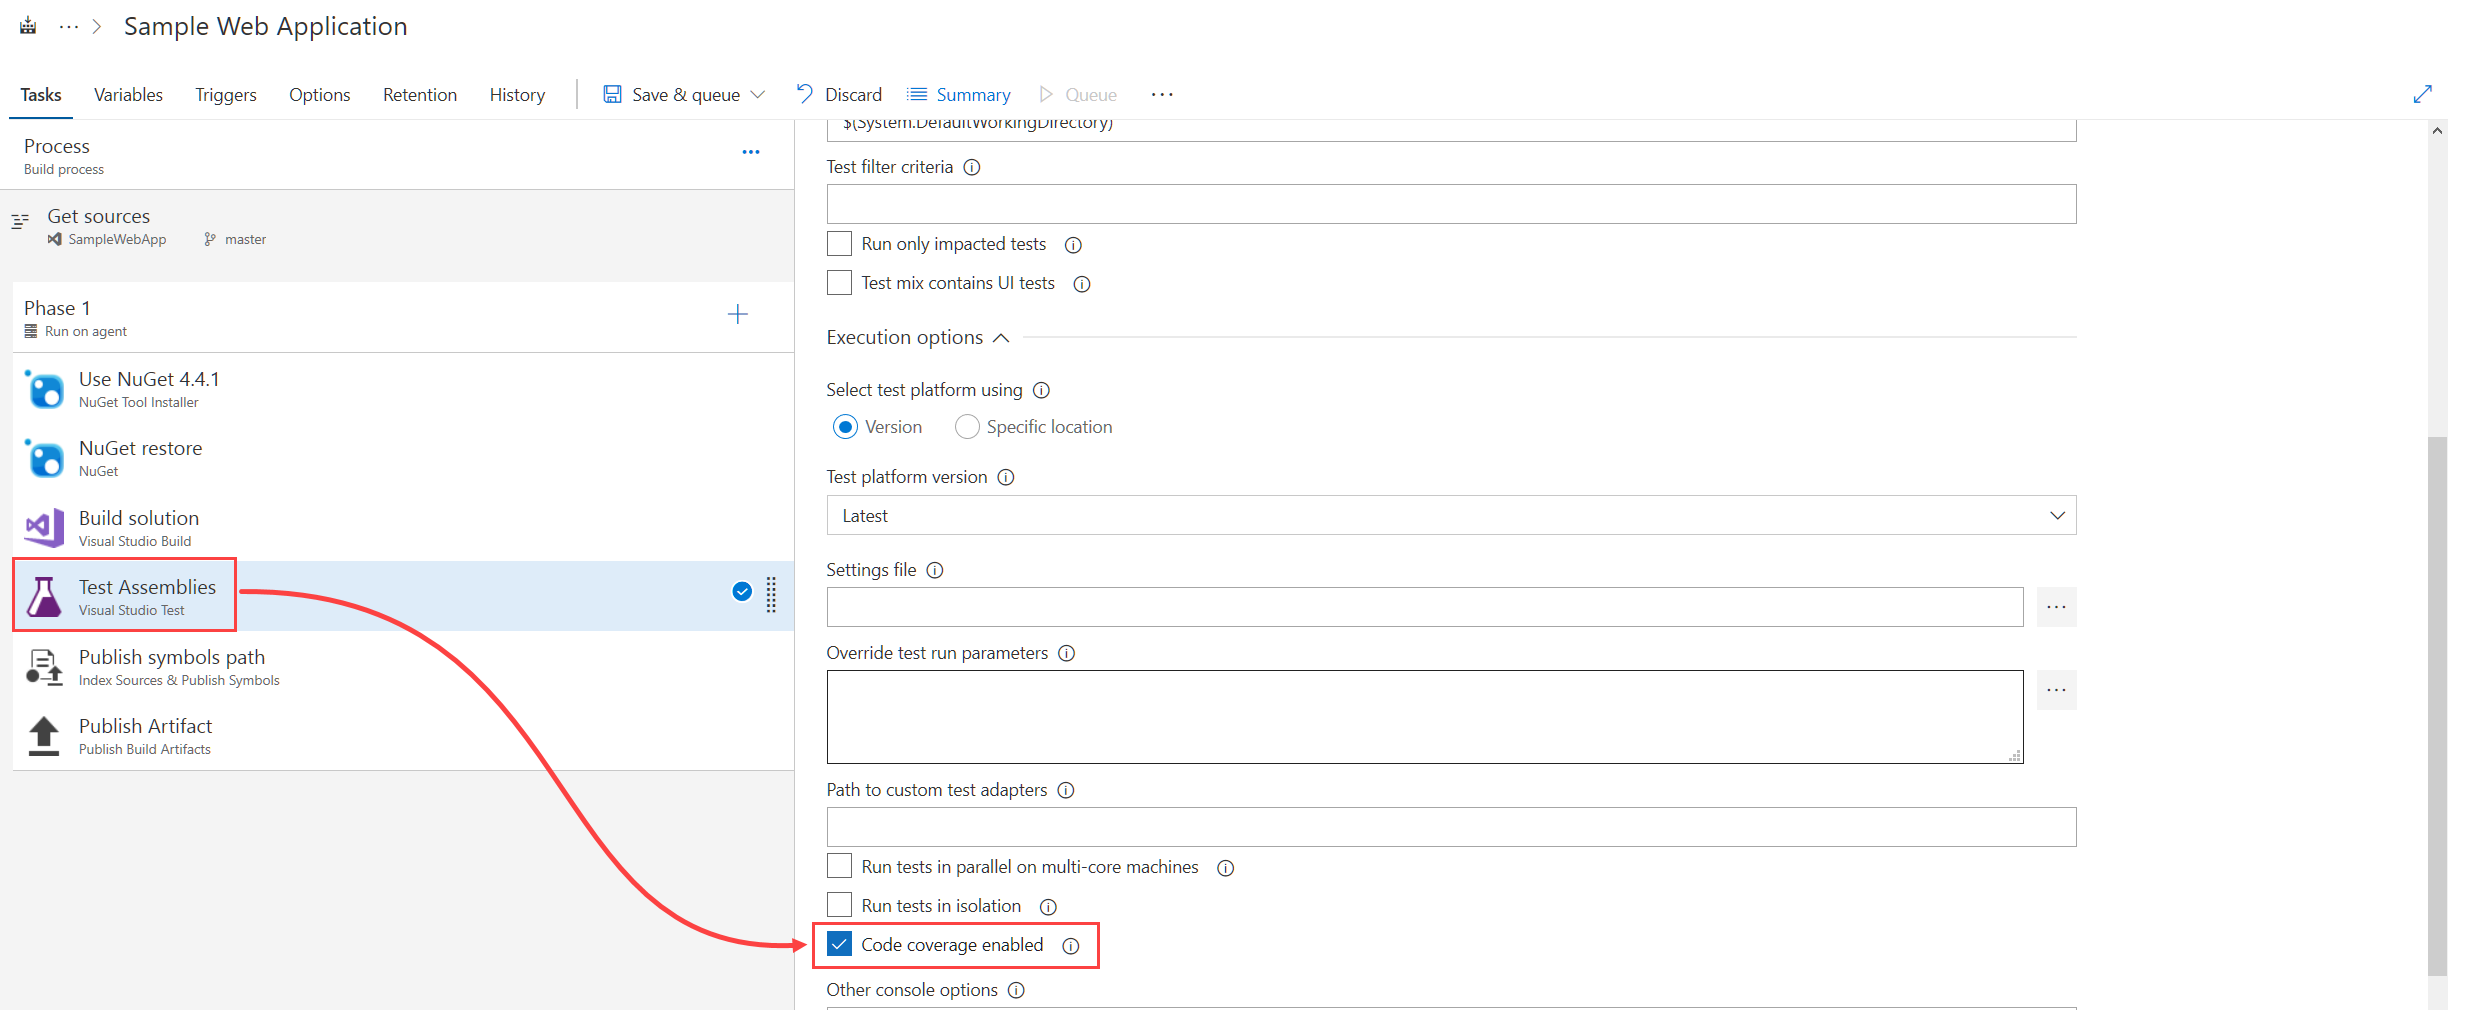 Sample Web Application
Tasks
Variables
Triggers
Options
Retention
History
Save & queue
Discard
Summary
Queue
Process
Build process
Get sources
SampleWebApp
master
Phase 1
Run on agent
Use NuGet 4.4.1
NuGet Tool Installer
NuGet restore
NuGet
Build solution
Visual Studio Build
Test Assemblies
Visual Studio Test
Publish symbols path
Index Sources & Publish Symbols
Publish Artifact
Publish Build Artifacts
$(System.DefaultWorkingDirectory)
Test filter criteria
Run only impacted tests
Test mix contains UI tests
Execution options
Select test platform using
Version
Specific location
Test platform version
Latest
Settings file
Override test run parameters
Path to custom test adapters
Run tests in parallel on multi-core machines
Run tests in isolation
Code coverage enabled
Other console options